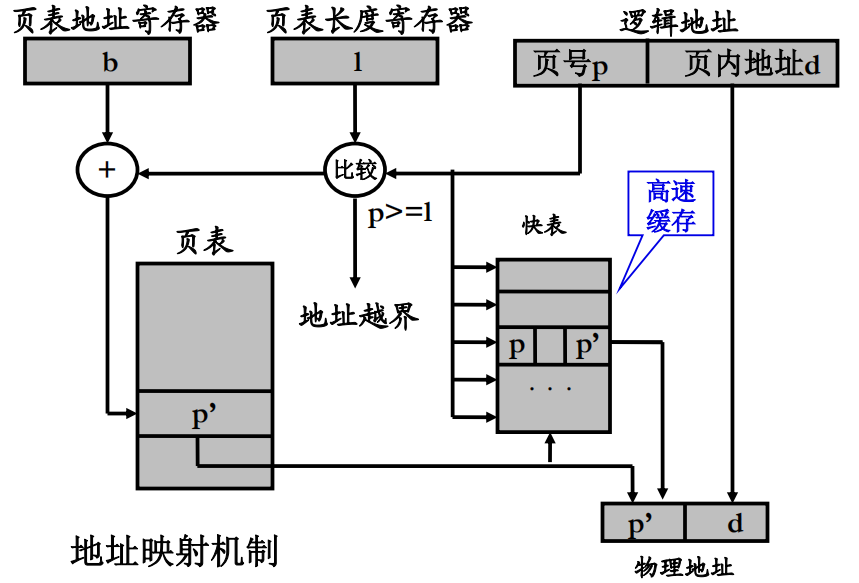 页表地址寄存器
页表长度寄存器
逻辑地址
b
l
页号p
页内地址d
+
比较
p>=l
高速
缓存
快表
页表
地址越界
p
p’
. . .
p’
p’
d
地址映射机制
物理地址